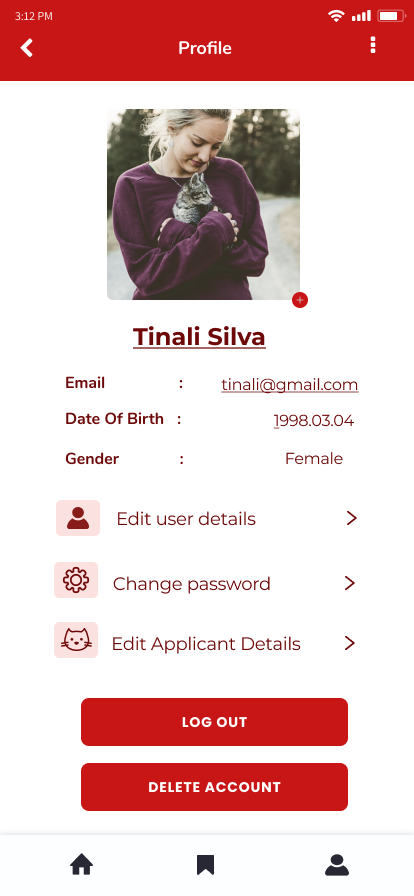 3:12 PM
Profile
Tinali Silva
Email : tinali@gmail.com
Date Of Birth : 1998.03.04
Gender : Female
Edit user details
Change password
Edit Applicant Details
LOG OUT
DELETE ACCOUNT